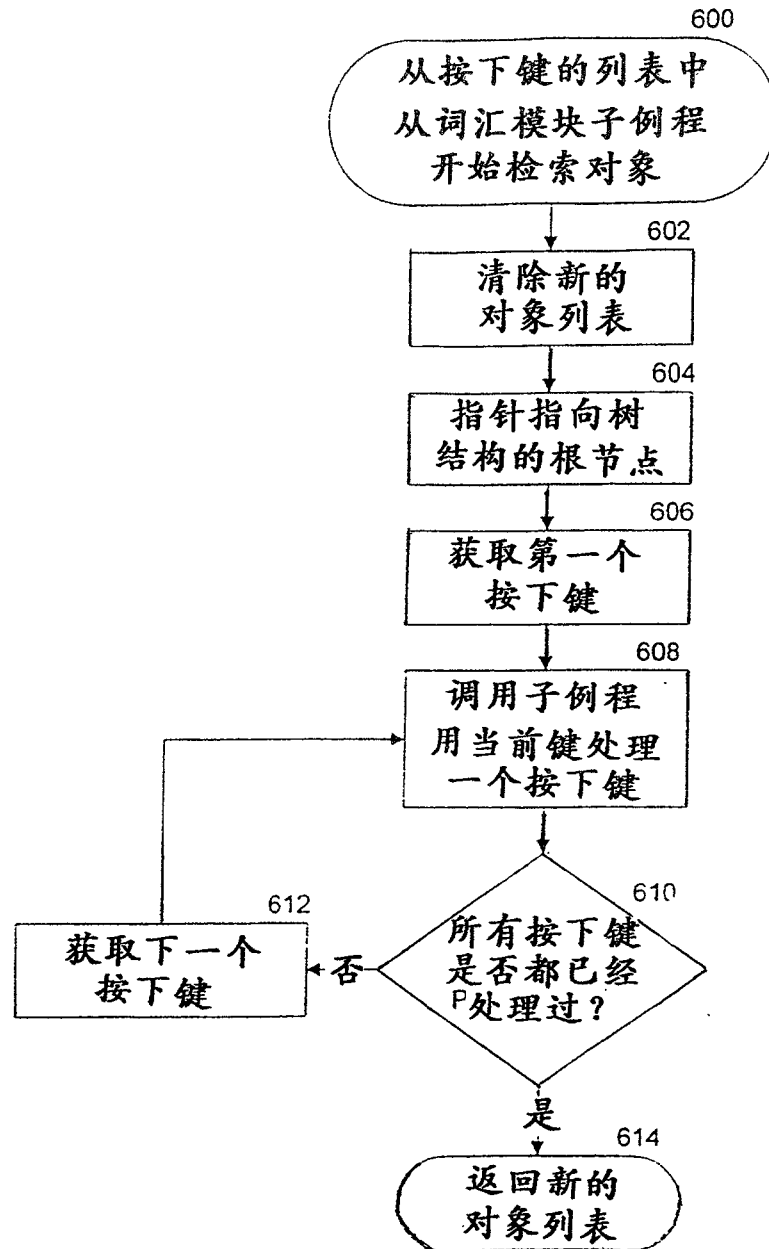 600
从按下键的列表中
从词汇模块子例程
开始检索对象
602
清除新的
对象列表
604
指针指向树
结构的根节点
606
获取第一个
按下键
608
调用子例程
用当前键处理
一个按下键
610
所有按下键
是否都已经
P处理过？
否
612
获取下一个
按下键
是
614
返回新的
对象列表